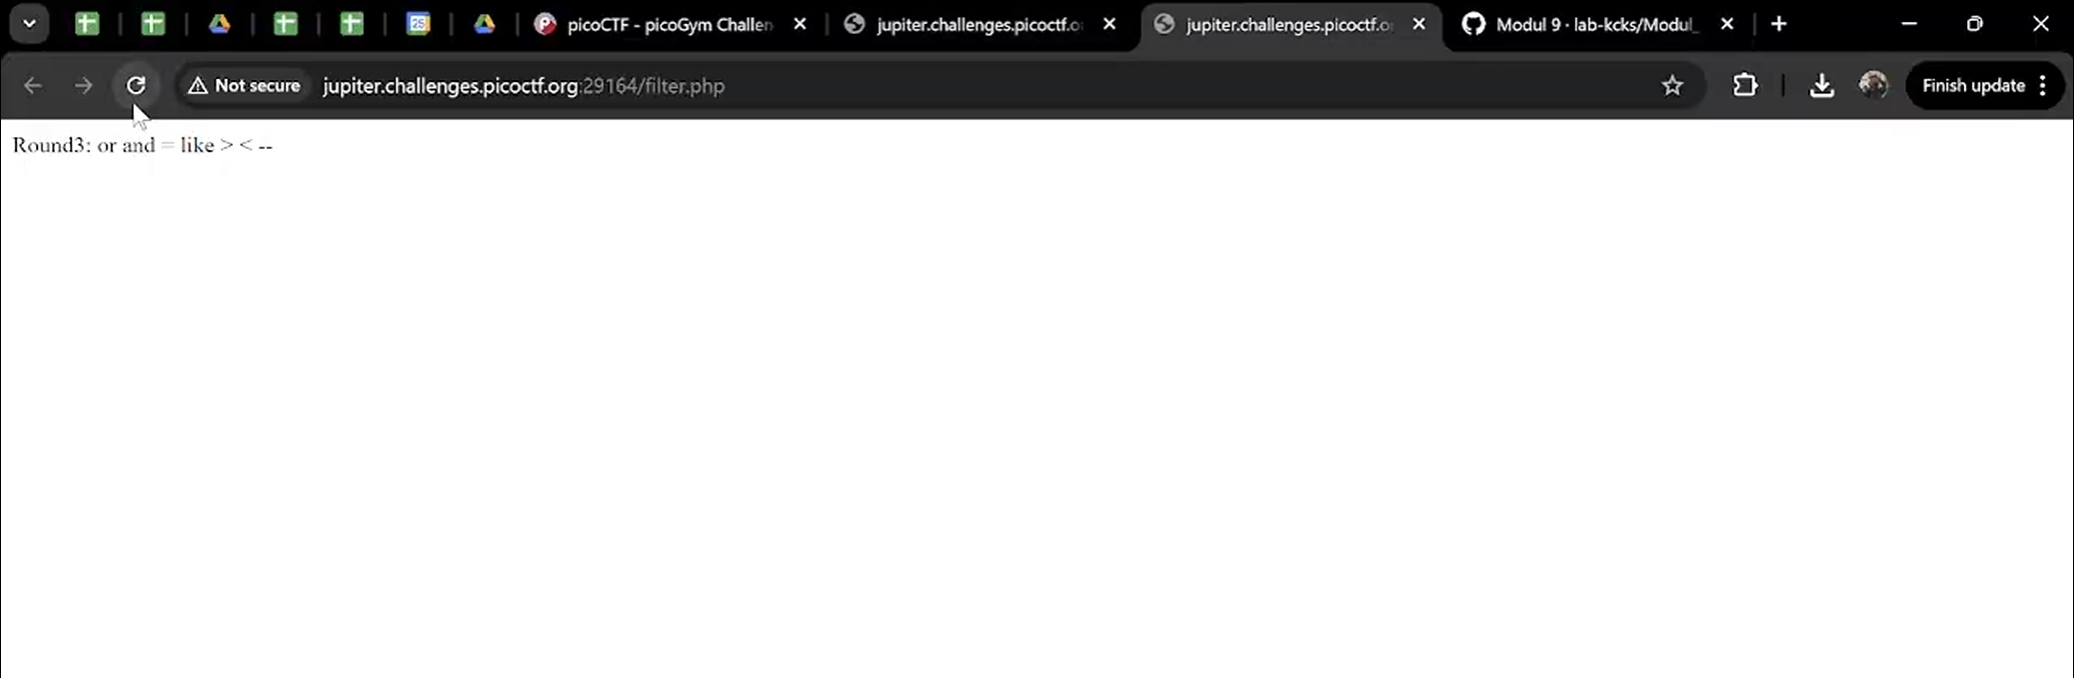 picoCTF - picoGym Challen
jupiter.challenges.picoctf.o
jupiter.challenges.picoctf.o
Modul 9 · lab-kcks/Modul_
Not secure
jupiter.challenges.picoctf.org:29164/filter.php
Finish update
Round3: or and = like > < --